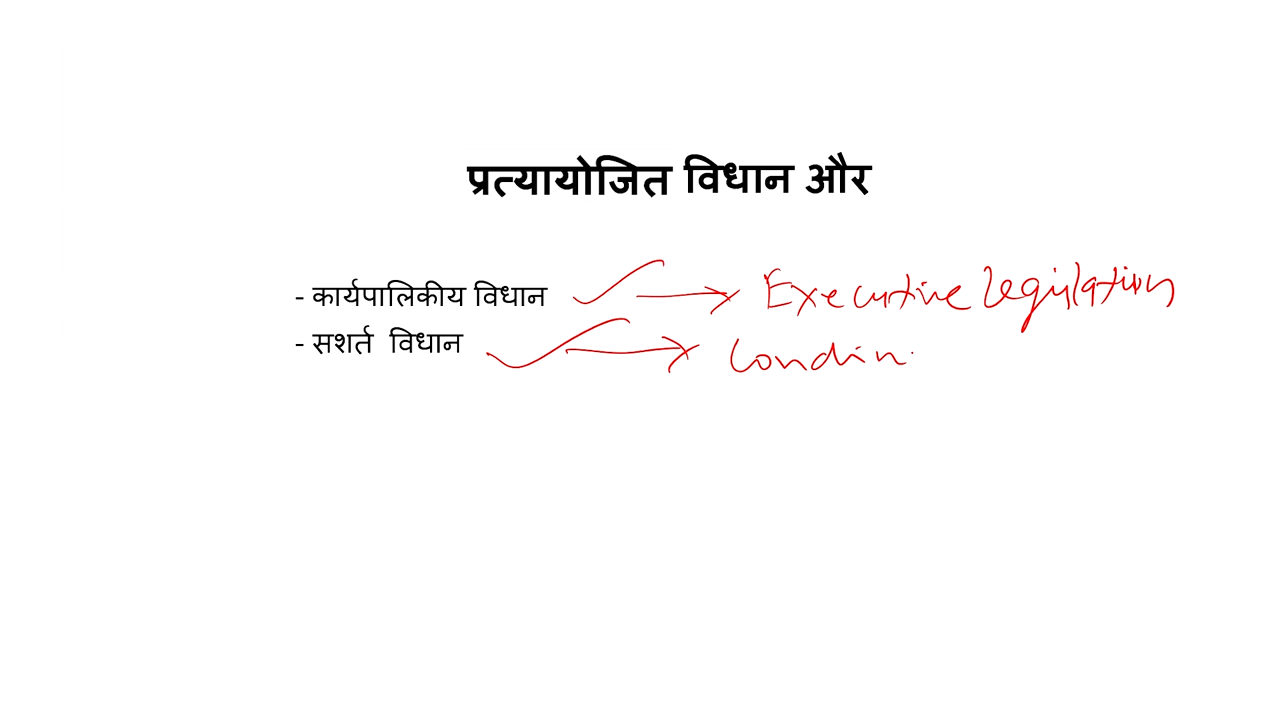 प्रत्यायोजित विधान और
- कार्यपालिकीय विधान Executive legislation
- सशर्त विधान